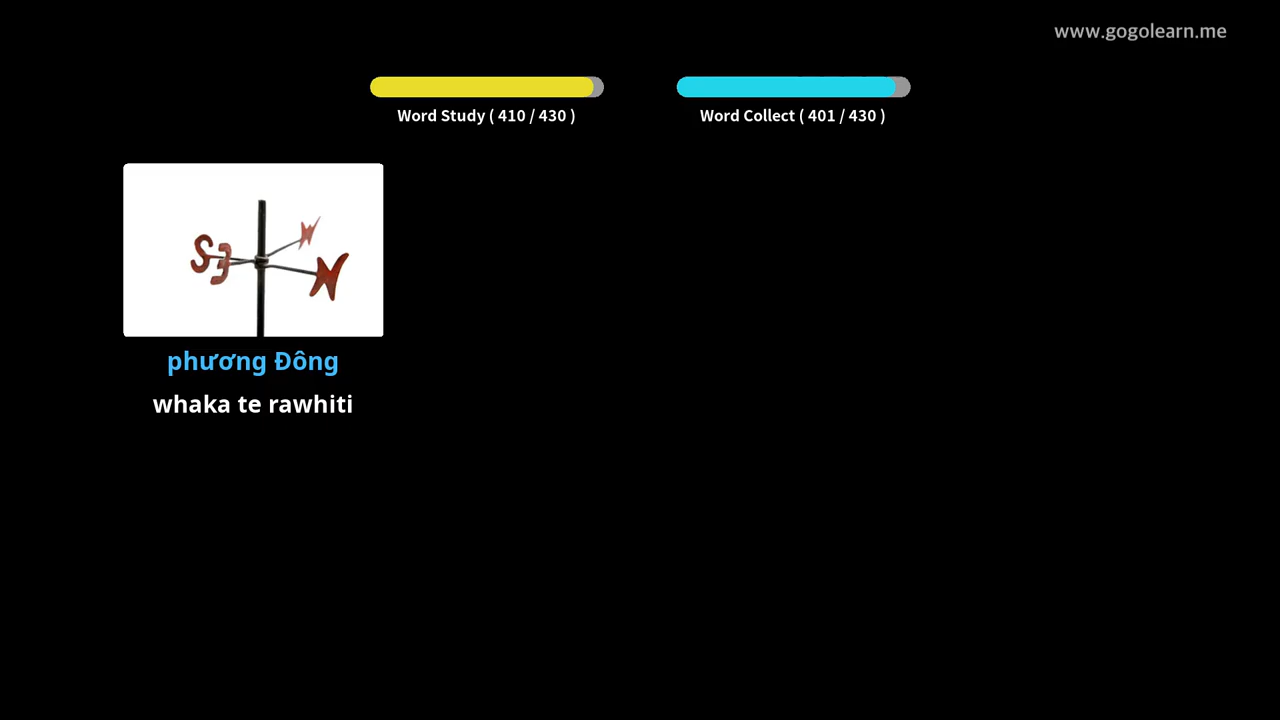 www.gogolearn.me
Word Study ( 410 / 430 )
Word Collect ( 401 / 430 )
S E W N
phương Đông
whaka te rawhiti